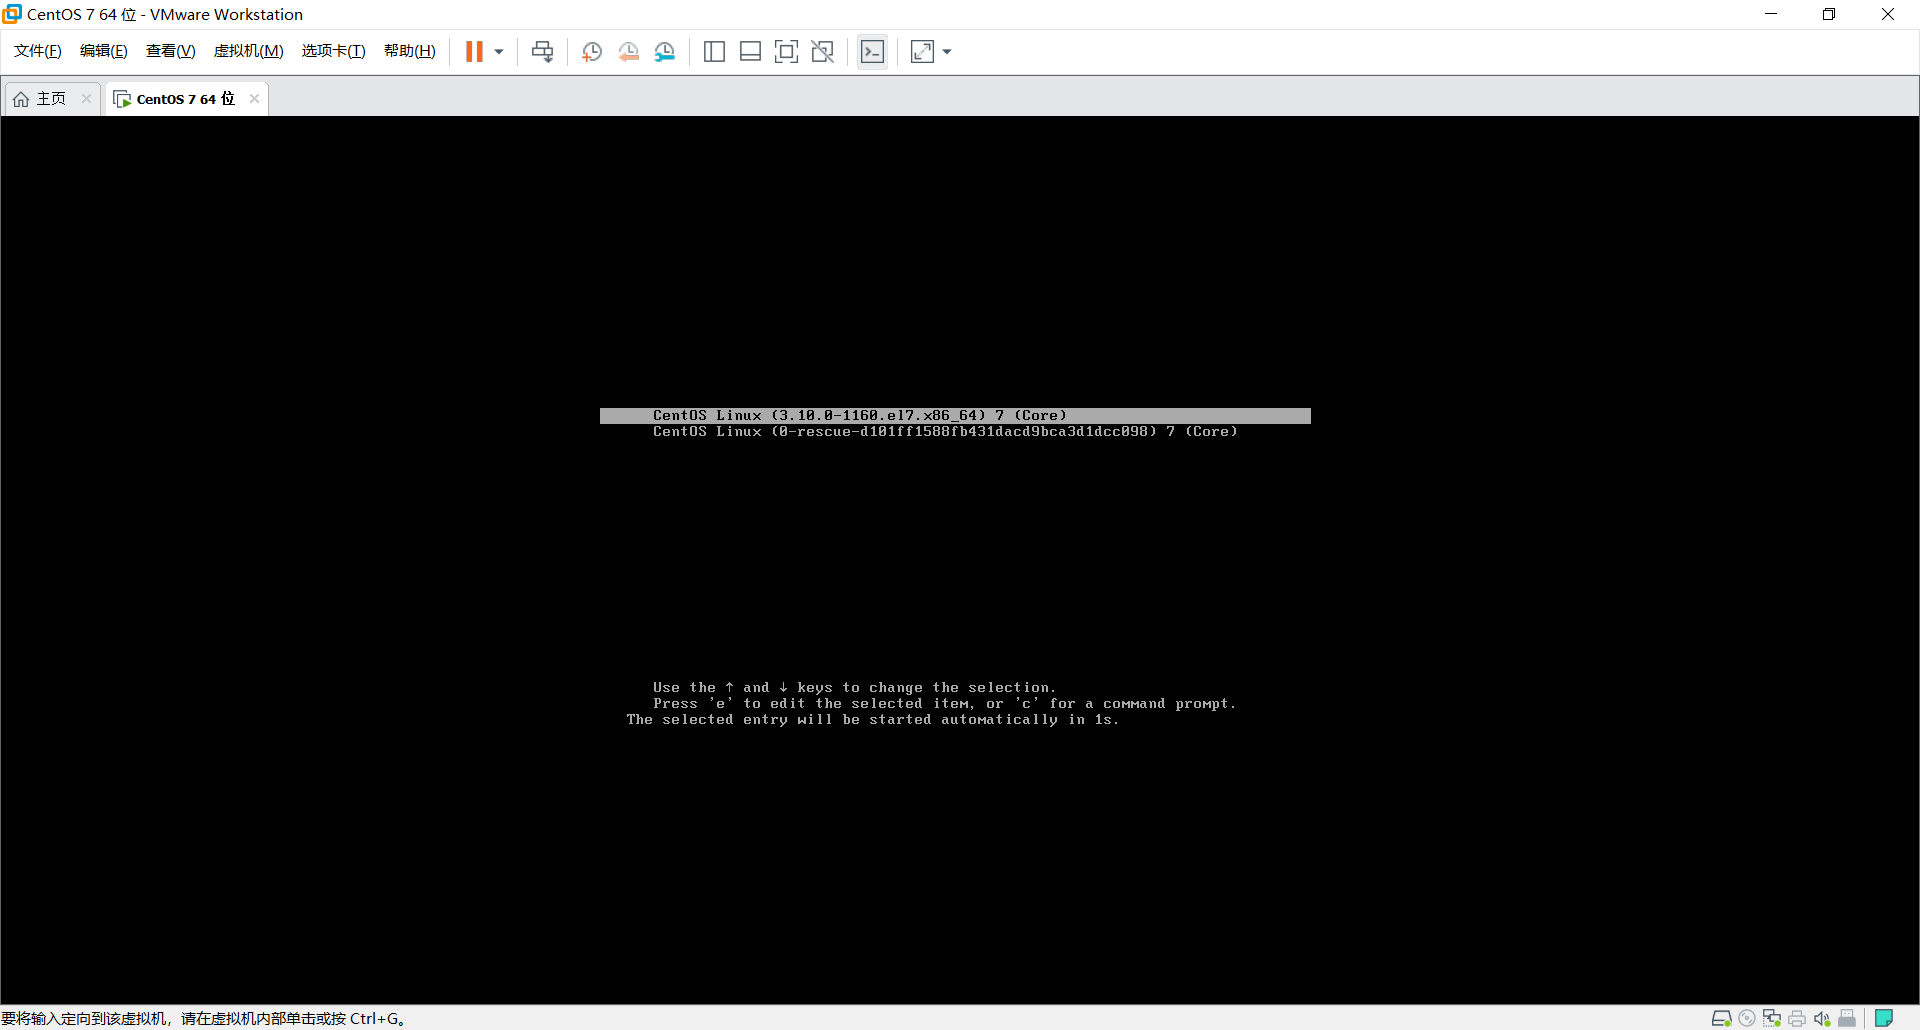 CentOS 7 64 位 - VMware Workstation
文件(F) 编辑(E) 查看(V) 虚拟机(M) 选项卡(T) 帮助(H)
主页 CentOS 7 64 位
CentOS Linux (3.10.0-1160.el7.x86_64) 7 (Core)
CentOS Linux (0-rescue-d101ff1588fb431dacd9bca3d1dcc098) 7 (Core)
Use the ↑ and ↓ keys to change the selection.
Press 'e' to edit the selected item, or 'c' for a command prompt.
The selected entry will be started automatically in 1s.
要将输入定向到该虚拟机，请在虚拟机内部单击或按 Ctrl+G。